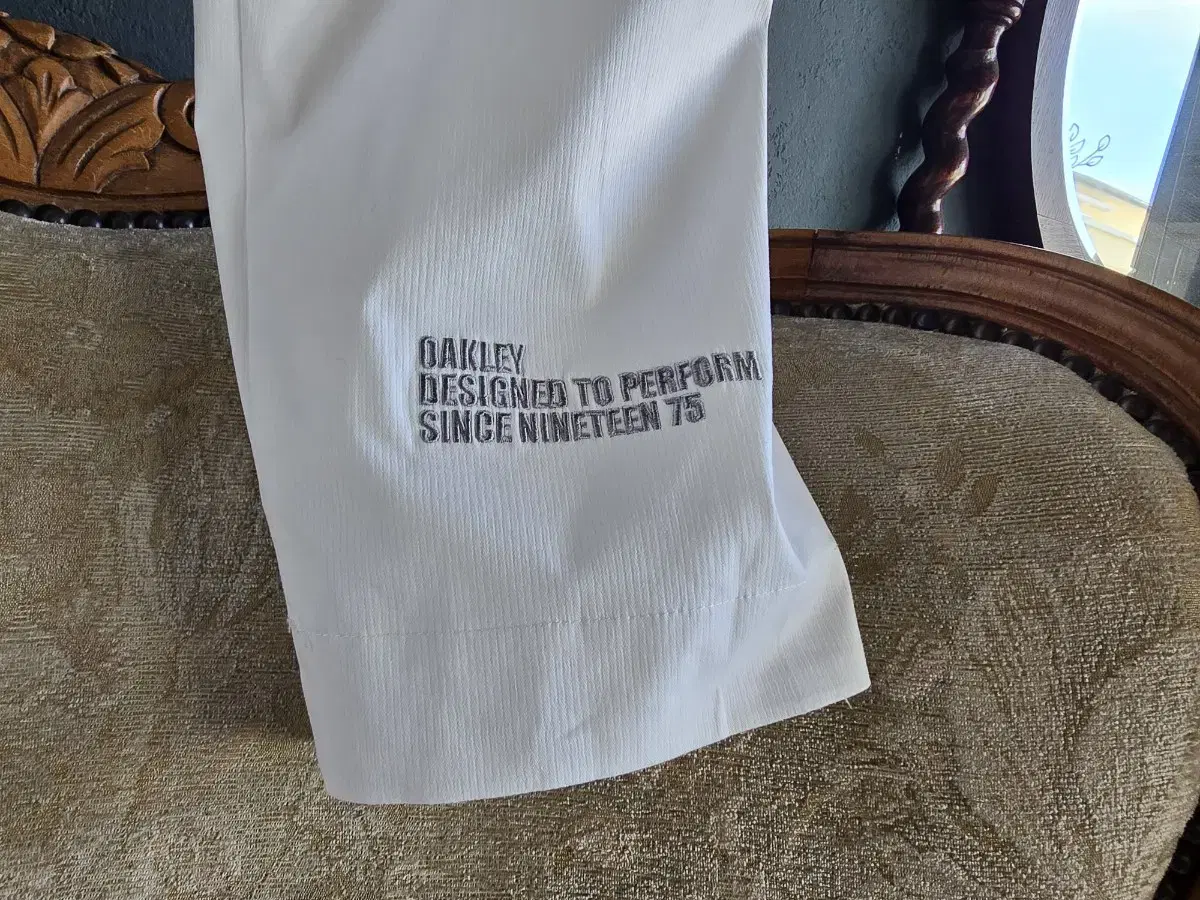 OAKLEY
DESIGNED TO PERFORM
SINCE NINETEEN 75